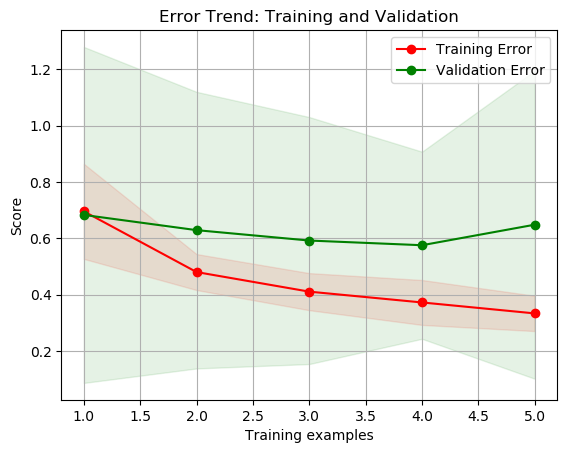 Error Trend: Training and Validation
Training Error
Validation Error
Score
1.2
1.0
0.8
0.6
0.4
0.2
1.0 1.5 2.0 2.5 3.0 3.5 4.0 4.5 5.0
Training examples